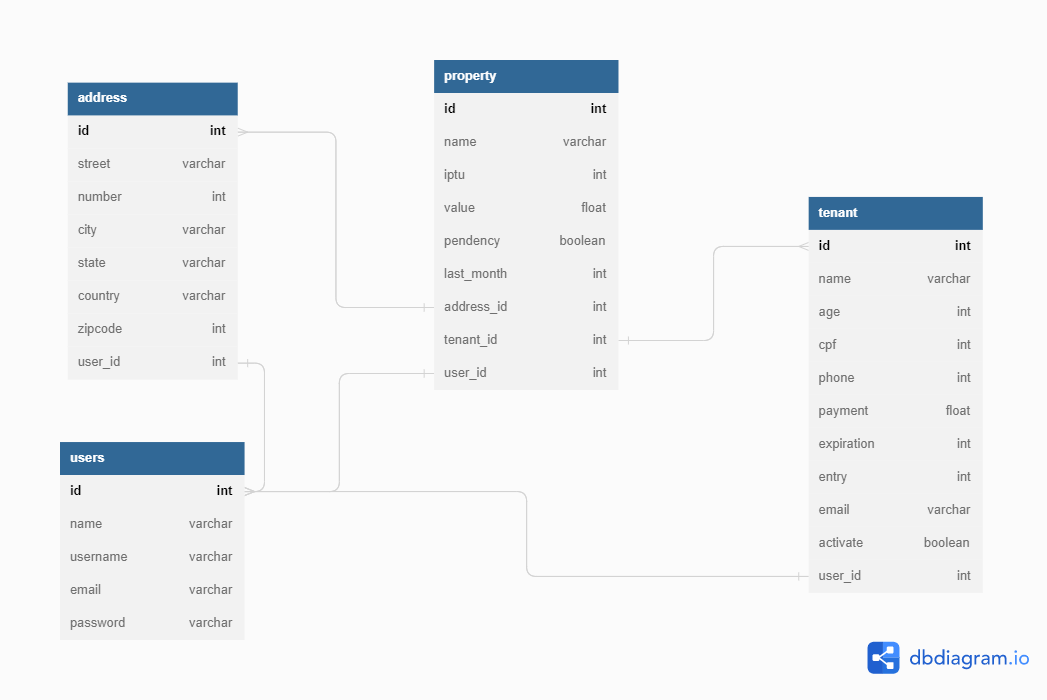 address
id int
street varchar
number int
city varchar
state varchar
country varchar
zipcode int
user_id int
property
id int
name varchar
iptu int
value float
pendency boolean
last_month int
address_id int
tenant_id int
user_id int
tenant
id int
name varchar
age int
cpf int
phone int
payment float
expiration int
entry int
email varchar
activate boolean
user_id int
users
id int
name varchar
username varchar
email varchar
password varchar
dbdiagram.io